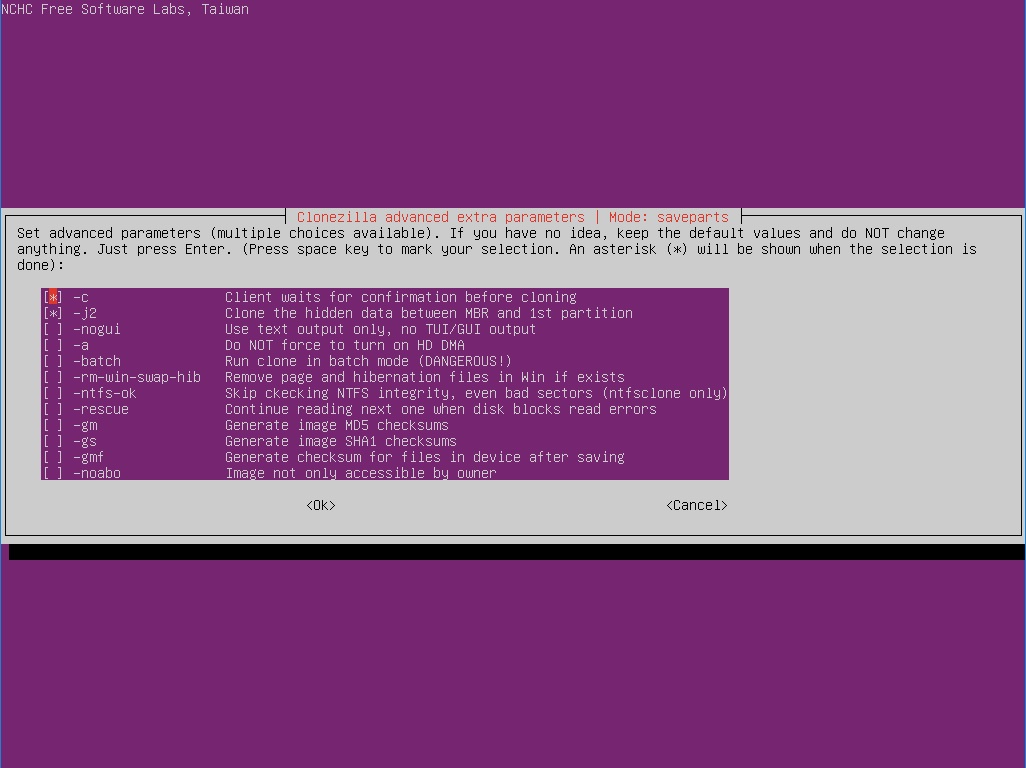 NCHC Free Software Labs, Taiwan
Clonezilla advanced extra parameters | Mode: saveparts
Set advanced parameters (multiple choices available). If you have no idea, keep the default values and do NOT change
anything. Just press Enter. (Press space key to mark your selection. An asterisk (*) will be shown when the selection is
done):
[*] -c Client waits for confirmation before cloning
[*] -j2 Clone the hidden data between MBR and 1st partition
[ ] -nogui Use text output only, no TUI/GUI output
[ ] -a Do NOT force to turn on HD DMA
[ ] -batch Run clone in batch mode (DANGEROUS!)
[ ] -rm-win-swap-hib Remove page and hibernation files in Win if exists
[ ] -ntfs-ok Skip ckecking NTFS integrity, even bad sectors (ntfsclone only)
[ ] -rescue Continue reading next one when disk blocks read errors
[ ] -gm Generate image MD5 checksums
[ ] -gs Generate image SHA1 checksums
[ ] -gmf Generate checksum for files in device after saving
[ ] -noabo Image not only accessible by owner
<Ok> <Cancel>